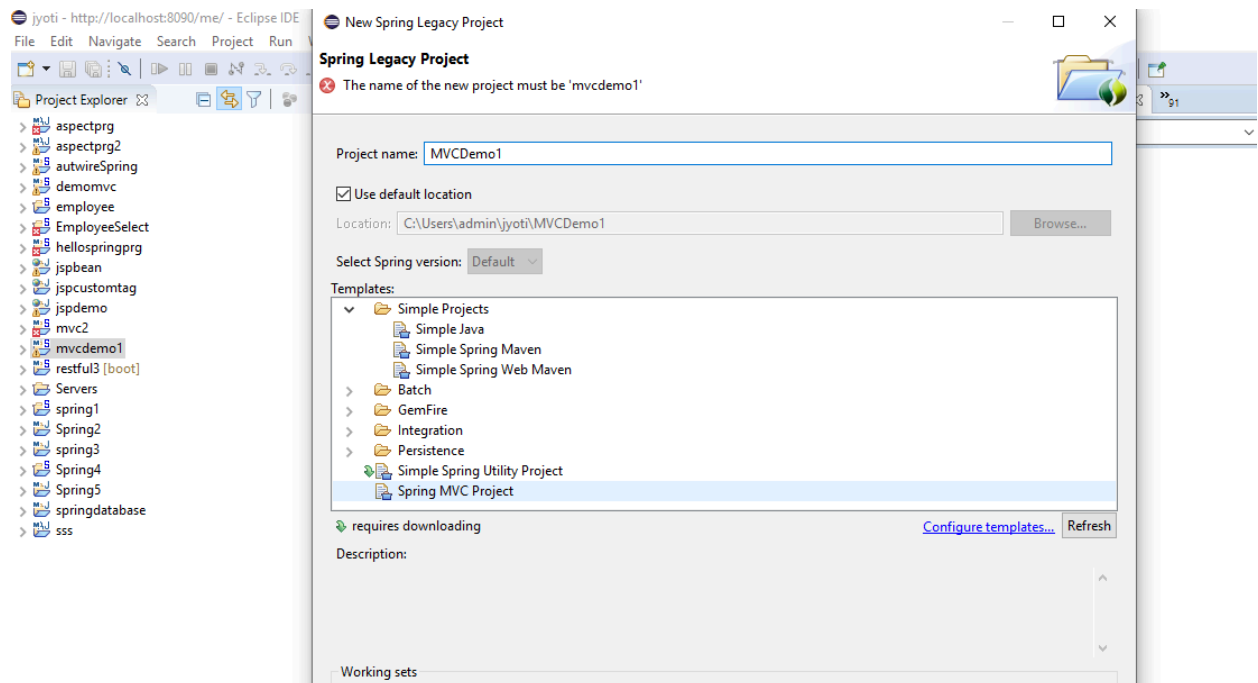 jyoti - http://localhost:8090/me/ - Eclipse IDE
File Edit Navigate Search Project Run
Project Explorer
aspectprg
aspectprg2
autwireSpring
demomvc
employee
EmployeeSelect
hellospringprg
jspbean
jspcustomtag
jspdemo
mvc2
mvcdemo1
restful3 [boot]
Servers
spring1
Spring2
spring3
Spring4
Spring5
springdatabase
sss
New Spring Legacy Project
Spring Legacy Project
The name of the new project must be 'mvcdemo1'
Project name: MVCDemo1
Use default location
Location: C:\Users\admin\jyoti\MVCDemo1 Browse...
Select Spring version: Default
Templates:
Simple Projects
Simple Java
Simple Spring Maven
Simple Spring Web Maven
Batch
GemFire
Integration
Persistence
Simple Spring Utility Project
Spring MVC Project
requires downloading Configure templates... Refresh
Description:
Working sets
»91